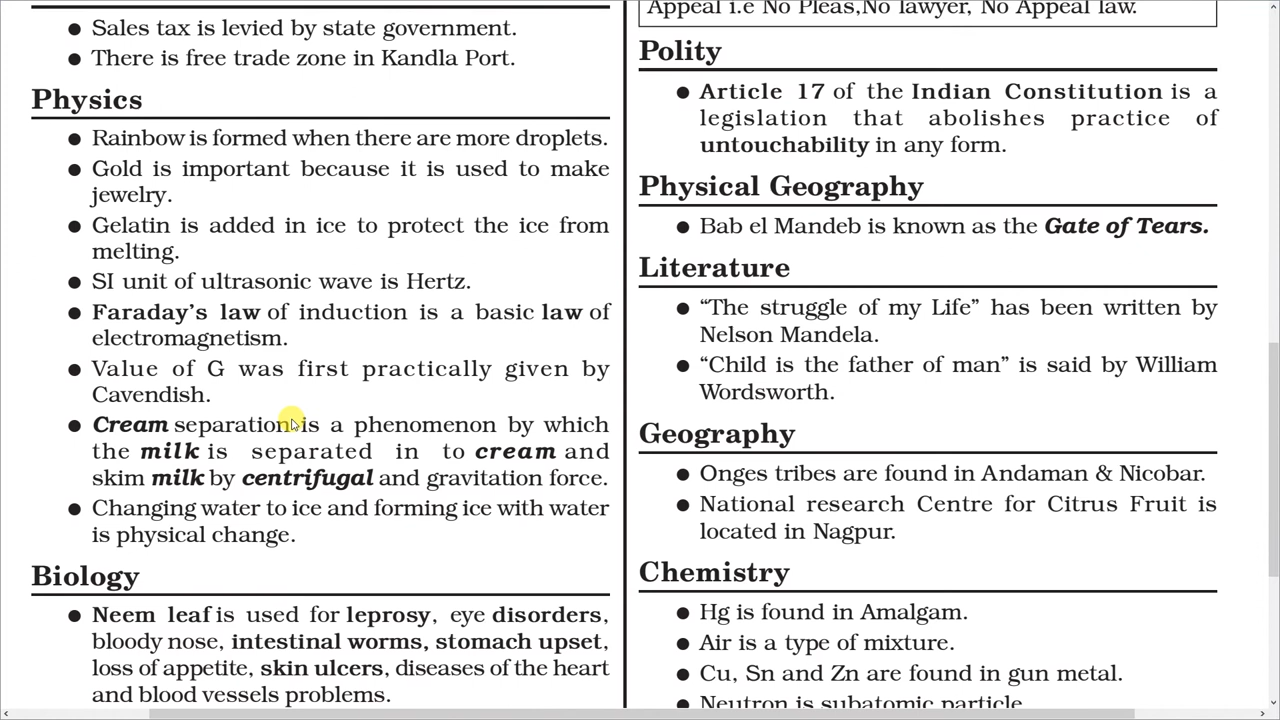 ● Sales tax is levied by state government.
● There is free trade zone in Kandla Port.
Physics
● Rainbow is formed when there are more droplets.
● Gold is important because it is used to make
jewelry.
● Gelatin is added in ice to protect the ice from
melting.
● SI unit of ultrasonic wave is Hertz.
● Faraday's law of induction is a basic law of
electromagnetism.
● Value of G was first practically given by
Cavendish.
● Cream separation is a phenomenon by which
the milk is separated in to cream and
skim milk by centrifugal and gravitation force.
● Changing water to ice and forming ice with water
is physical change.
Biology
● Neem leaf is used for leprosy, eye disorders,
bloody nose, intestinal worms, stomach upset,
loss of appetite, skin ulcers, diseases of the heart
and blood vessels problems.
Appeal i.e No Pleas,No lawyer, No Appeal law.
Polity
● Article 17 of the Indian Constitution is a
legislation that abolishes practice of
untouchability in any form.
Physical Geography
● Bab el Mandeb is known as the Gate of Tears.
Literature
● “The struggle of my Life” has been written by
Nelson Mandela.
● “Child is the father of man” is said by William
Wordsworth.
Geography
● Onges tribes are found in Andaman & Nicobar.
● National research Centre for Citrus Fruit is
located in Nagpur.
Chemistry
● Hg is found in Amalgam.
● Air is a type of mixture.
● Cu, Sn and Zn are found in gun metal.
● Neutron is subatomic particle